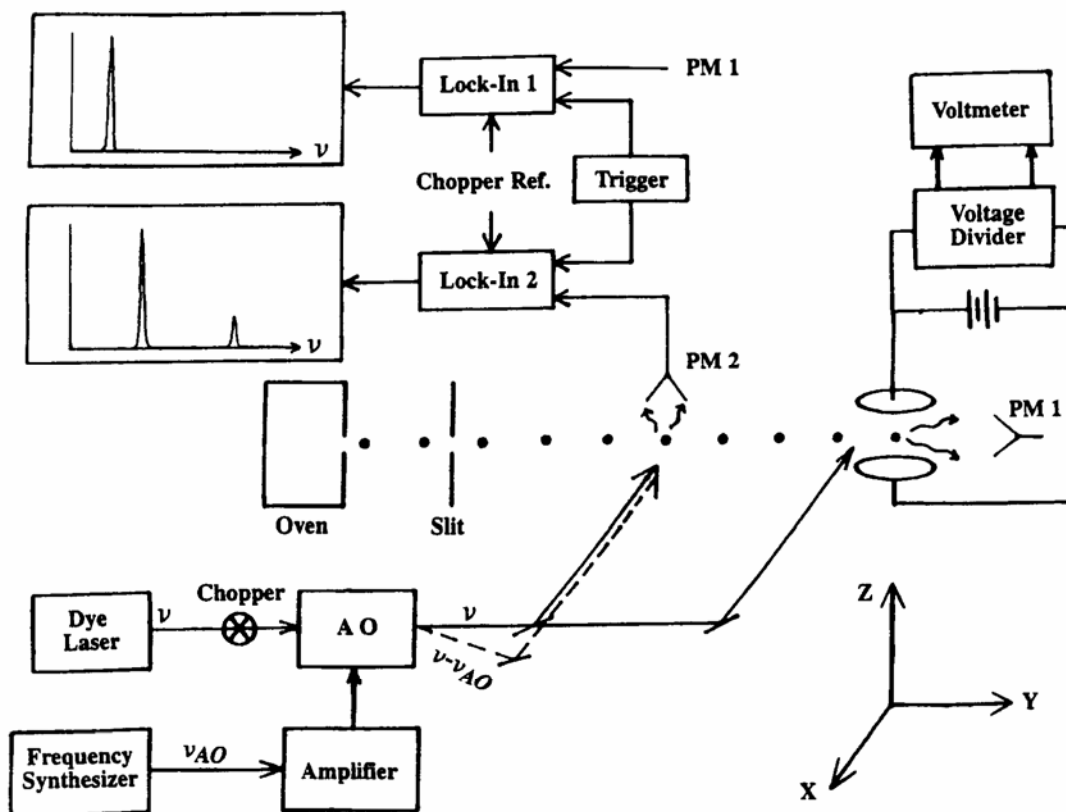 Lock-In 1
PM 1
ν
Chopper Ref.
Trigger
Voltmeter
Voltage
Divider
Lock-In 2
ν
PM 2
PM 1
Oven
Slit
Chopper
Dye
Laser
ν
A O
ν
ν-νAO
Z
Y
X
Frequency
Synthesizer
νAO
Amplifier